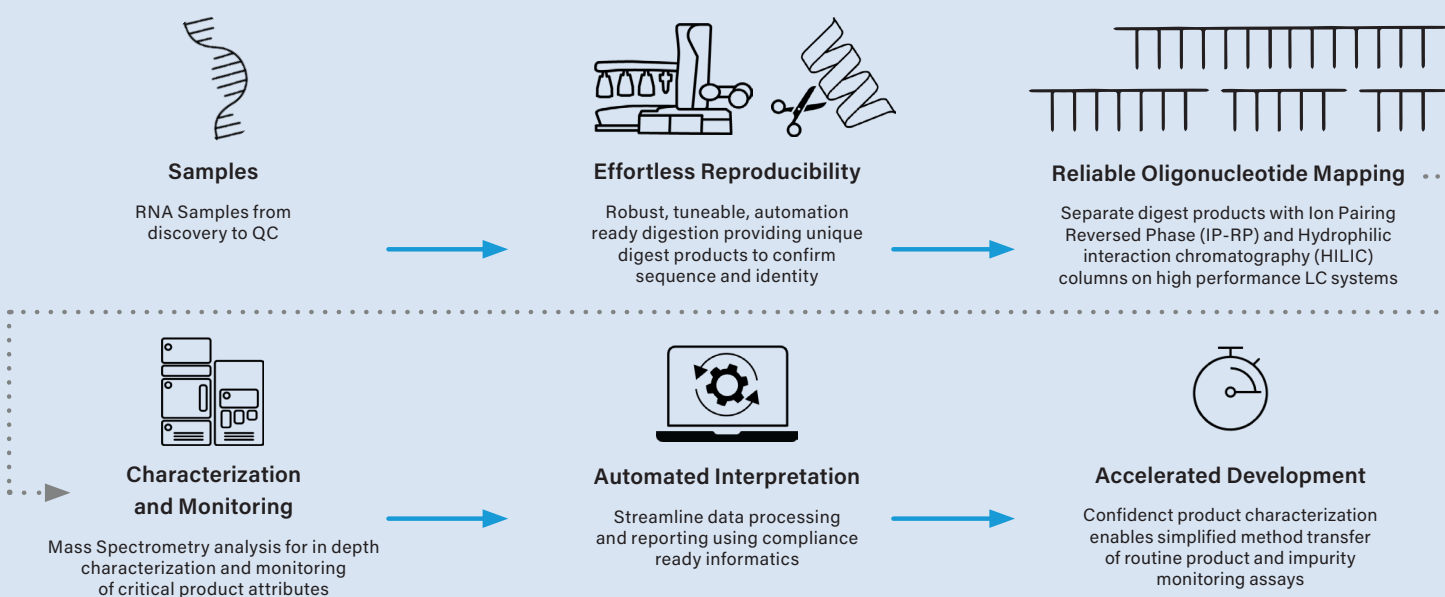 Samples
RNA Samples from
discovery to QC
Effortless Reproducibility
Robust, tuneable, automation
ready digestion providing unique
digest products to confirm
sequence and identity
Reliable Oligonucleotide Mapping
Separate digest products with Ion Pairing
Reversed Phase (IP-RP) and Hydrophilic
interaction chromatography (HILIC)
columns on high performance LC systems
Characterization
and Monitoring
Mass Spectrometry analysis for in depth
characterization and monitoring
of critical product attributes
Automated Interpretation
Streamline data processing
and reporting using compliance
ready informatics
Accelerated Development
Confidenct product characterization
enables simplified method transfer
of routine product and impurity
monitoring assays